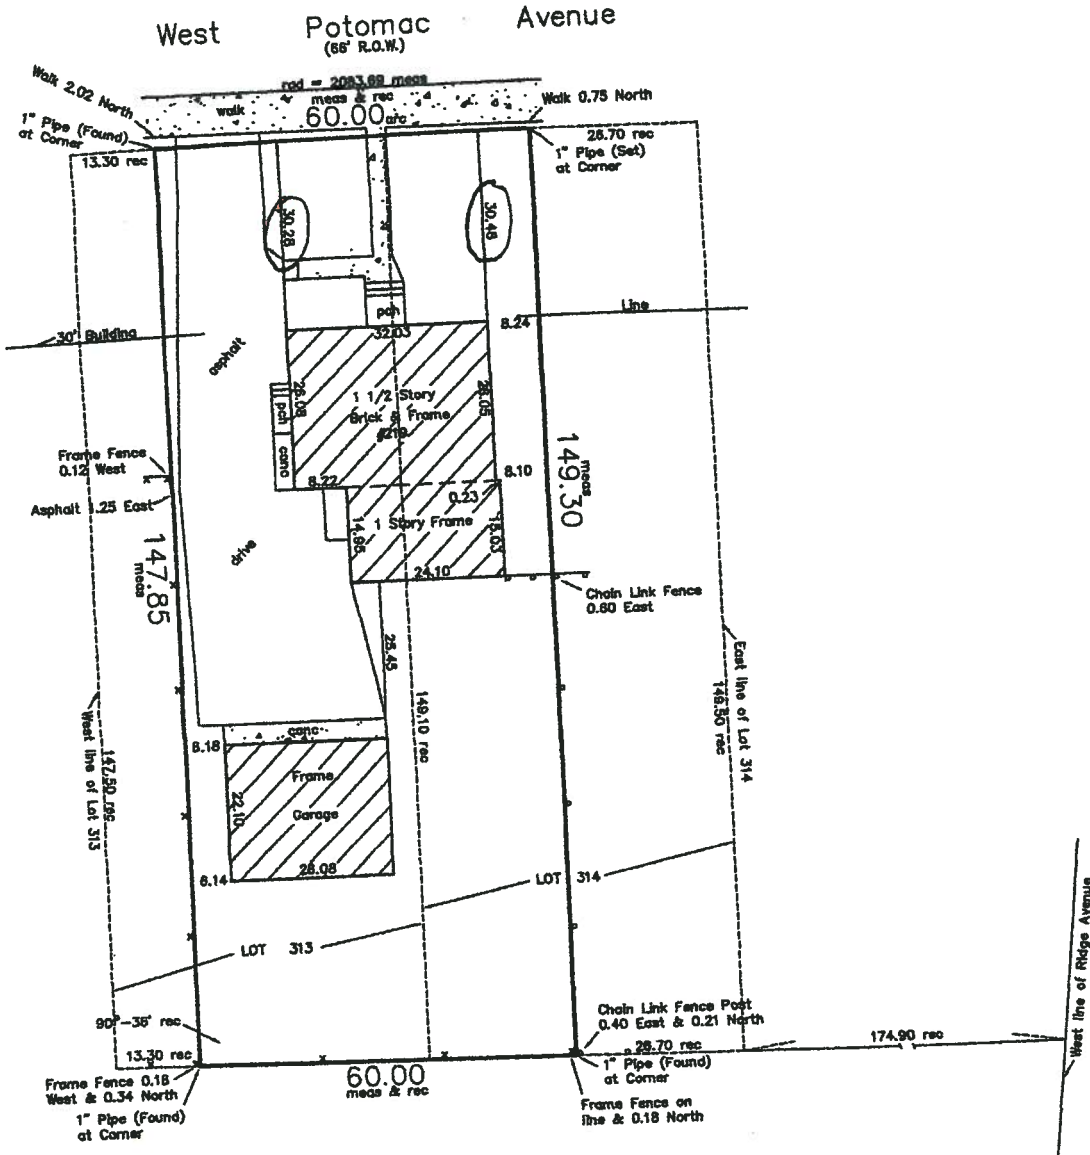 West Potomac Avenue
(66' R.O.W.)
rad = 2083.69 meas
meas & rec
60.00 arc
walk
Walk 2.02 North
1" Pipe (Found)
at Corner
13.30 rec
Walk 0.75 North
26.70 rec
1" Pipe (Set)
at Corner
30.28
30.48
pch
32.03
8.24
30' Building
Line
asphalt
26.08
1 1/2 Story
Brick & Frame
26.05
pch
conc
8.22
8.10
0.23
Frame Fence
0.12 West
Asphalt 1.25 East
149.30
meas
147.85
meas
1 Story Frame
14.95
15.03
24.10
drive
Chain Link Fence
0.60 East
25.45
149.10 rec
East line of Lot 314
149.50 rec
West line of Lot 313
147.50 rec
conc
8.18
Frame
Garage
22.10
26.08
6.14
LOT 314
LOT 313
90°-36' rec
13.30 rec
Frame Fence 0.18
West & 0.34 North
1" Pipe (Found)
at Corner
60.00
meas & rec
Chain Link Fence Post
0.40 East & 0.21 North
26.70 rec
1" Pipe (Found)
at Corner
Frame Fence on
line & 0.18 North
174.90 rec
West line of Ridge Avenue